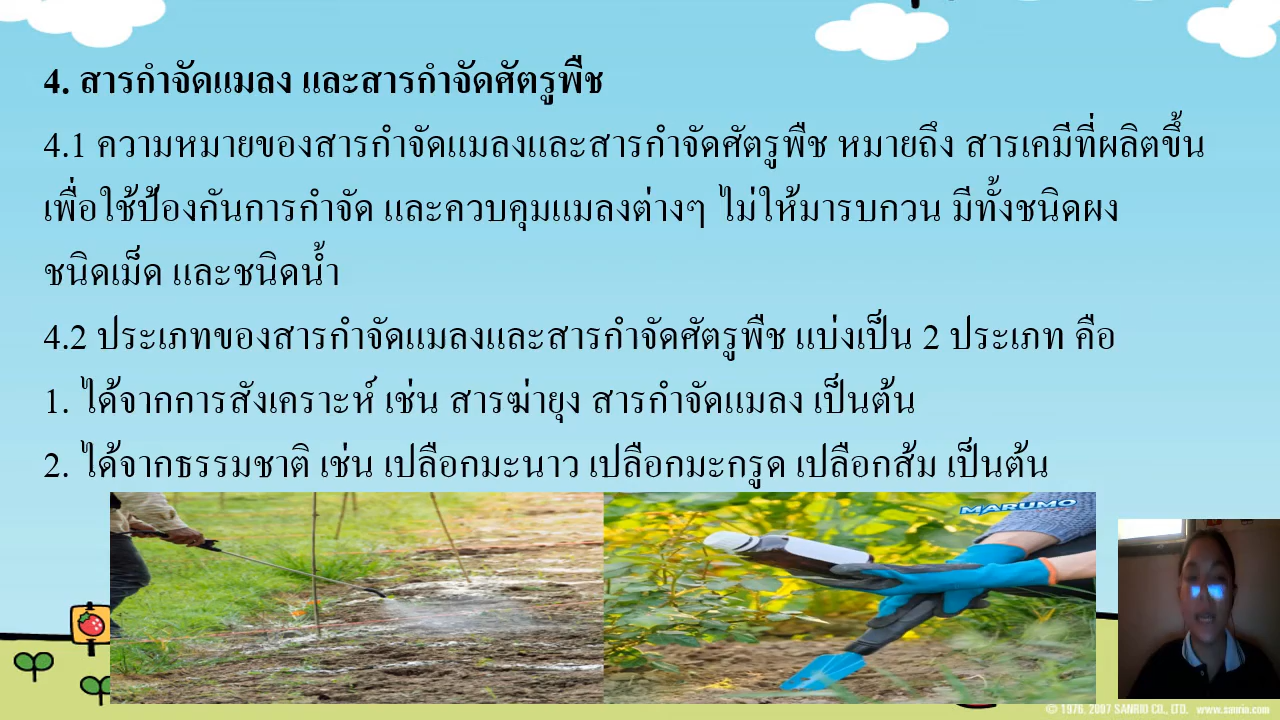 4. สารกำจัดแมลง และสารกำจัดศัตรูพืช
4.1 ความหมายของสารกำจัดแมลงและสารกำจัดศัตรูพืช หมายถึง สารเคมีที่ผลิตขึ้น
เพื่อใช้ป้องกันการกำจัด และควบคุมแมลงต่างๆ ไม่ให้มารบกวน มีทั้งชนิดผง
ชนิดเม็ด และชนิดน้ำ
4.2 ประเภทของสารกำจัดแมลงและสารกำจัดศัตรูพืช แบ่งเป็น 2 ประเภท คือ
1. ได้จากการสังเคราะห์ เช่น สารฆ่ายุง สารกำจัดแมลง เป็นต้น
2. ได้จากธรรมชาติ เช่น เปลือกมะนาว เปลือกมะกรูด เปลือกส้ม เป็นต้น
MARUMO
© 1976, 2007 SANRIO CO., LTD. www.sanrio.com